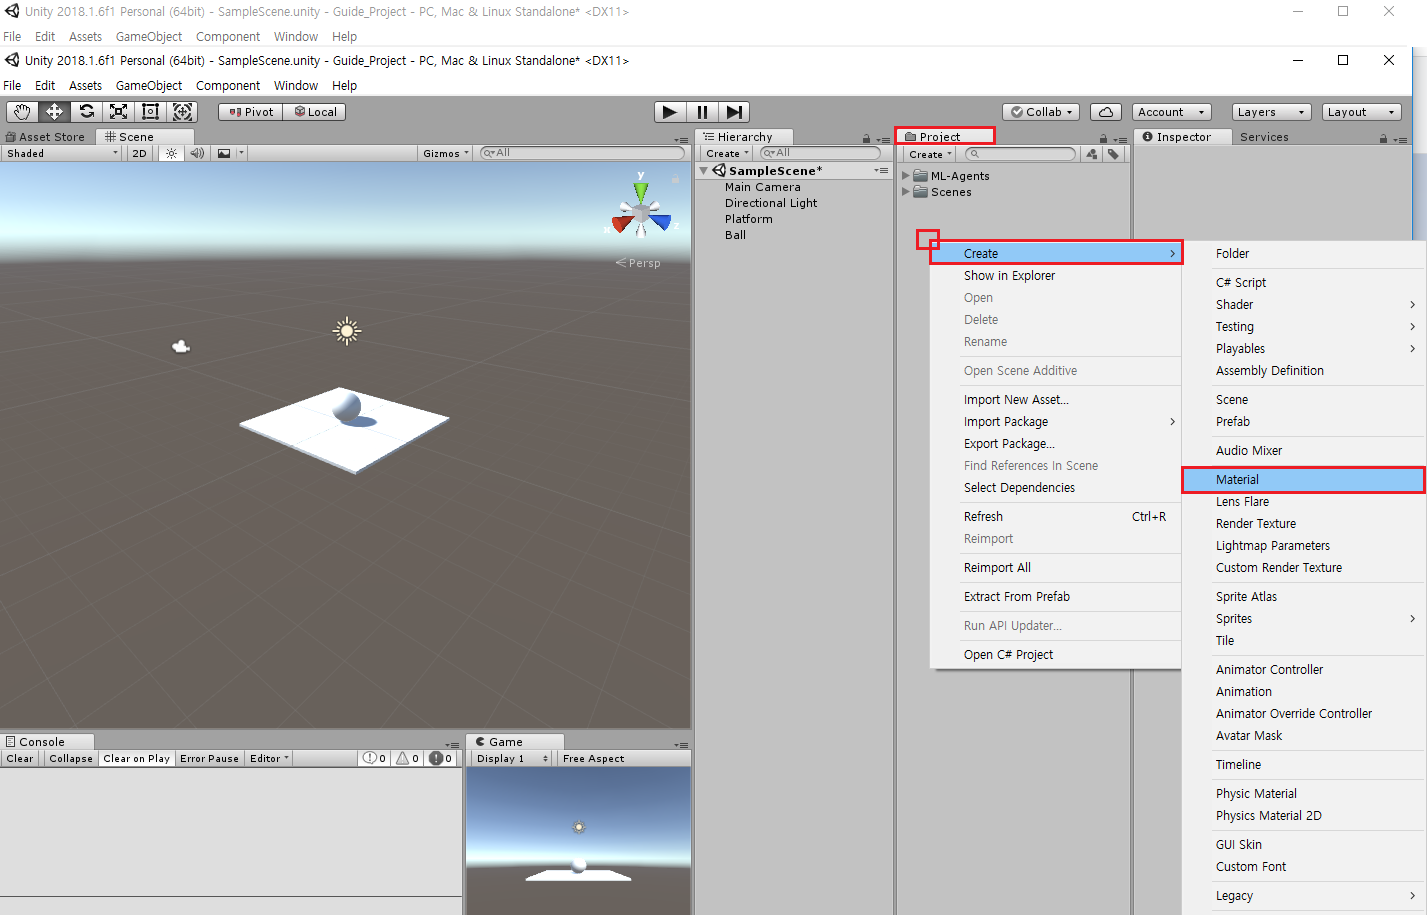 Unity 2018.1.6f1 Personal (64bit) - SampleScene.unity - Guide_Project - PC, Mac & Linux Standalone* <DX11>
File Edit Assets GameObject Component Window Help
Unity 2018.1.6f1 Personal (64bit) - SampleScene.unity - Guide_Project - PC, Mac & Linux Standalone* <DX11>
File Edit Assets GameObject Component Window Help
Pivot Local Collab Account Layers Layout
Asset Store Scene Hierarchy Project Inspector Services
Shaded 2D Gizmos All Create All Create
SampleScene*
Main Camera
Directional Light
Platform
Ball
ML-Agents
Scenes
y
x
z
Persp
Create
Show in Explorer
Open
Delete
Rename
Open Scene Additive
Import New Asset...
Import Package
Export Package...
Find References In Scene
Select Dependencies
Refresh Ctrl+R
Reimport
Reimport All
Extract From Prefab
Run API Updater...
Open C# Project
Folder
C# Script
Shader
Testing
Playables
Assembly Definition
Scene
Prefab
Audio Mixer
Material
Lens Flare
Render Texture
Lightmap Parameters
Custom Render Texture
Sprite Atlas
Sprites
Tile
Animator Controller
Animation
Animator Override Controller
Avatar Mask
Timeline
Physic Material
Physics Material 2D
GUI Skin
Custom Font
Legacy
Console
Clear Collapse Clear on Play Error Pause Editor 0 0 0
Game
Display 1 Free Aspect